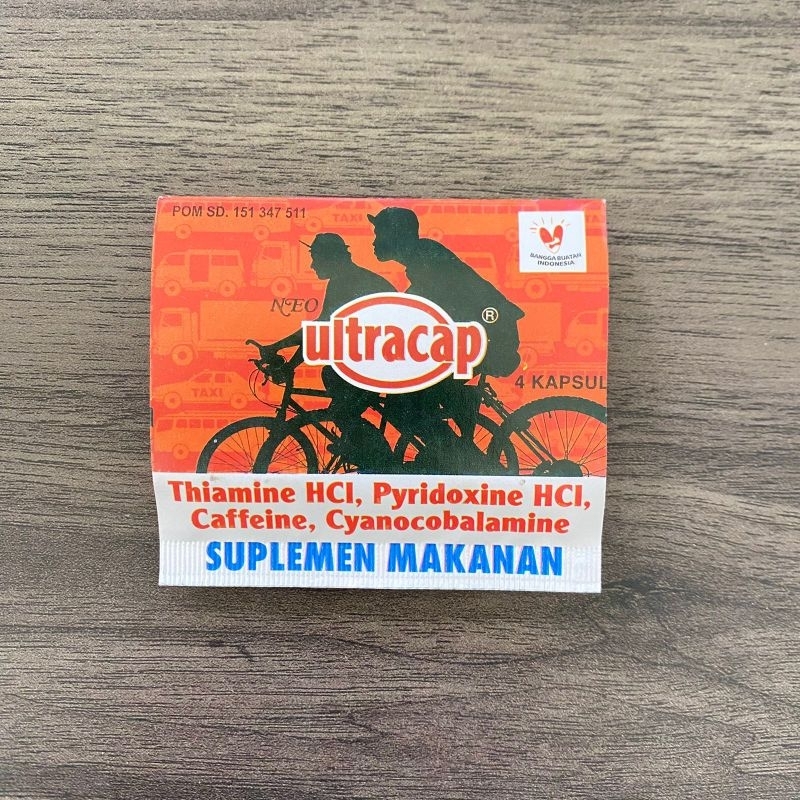 POM SD. 151 347 511
BANGGA BUATAN
INDONESIA
TAXI
NEO
ultracap®
4 KAPSUL
TAXI
Thiamine HCl, Pyridoxine HCl,
Caffeine, Cyanocobalamine
SUPLEMEN MAKANAN